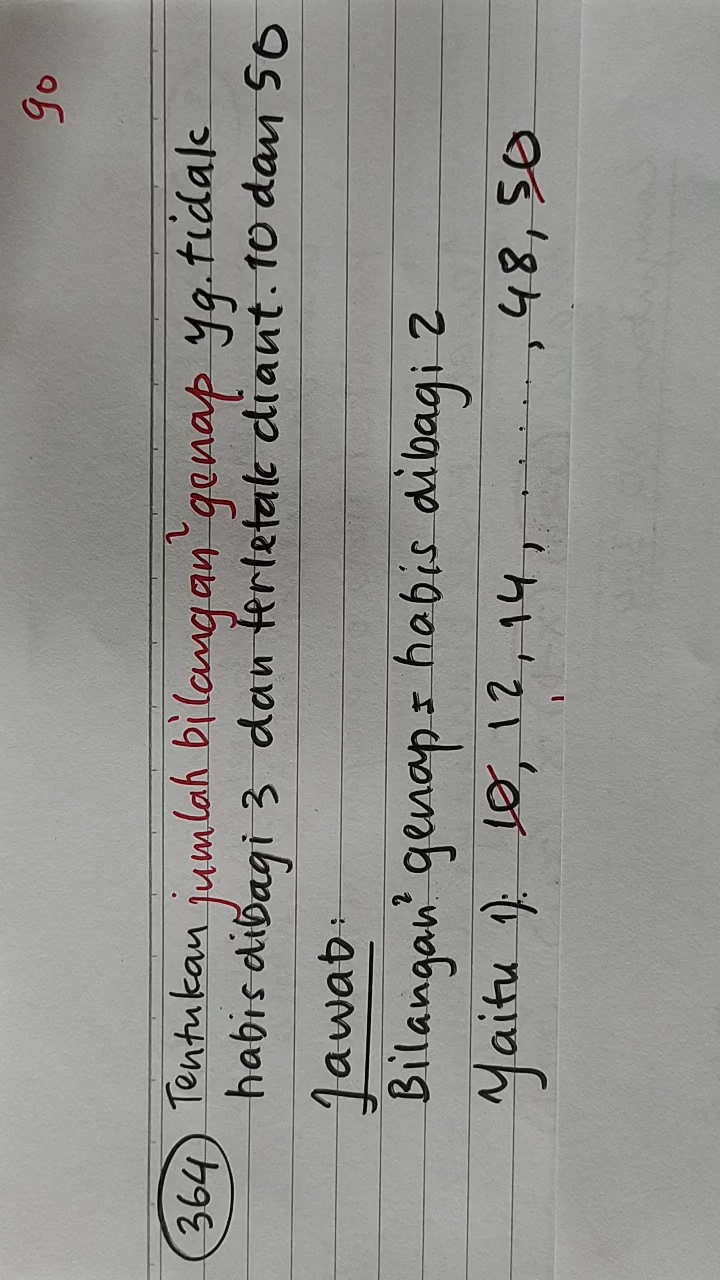 90
364 Tentukan jumlah bilangan² genap yg. tidak
habis dibagi 3 dan terletak diant. 10 dan 50
Jawab:
Bilangan² genap = habis dibagi 2
Yaitu 1). 10, 12, 14, ......, 48, 50